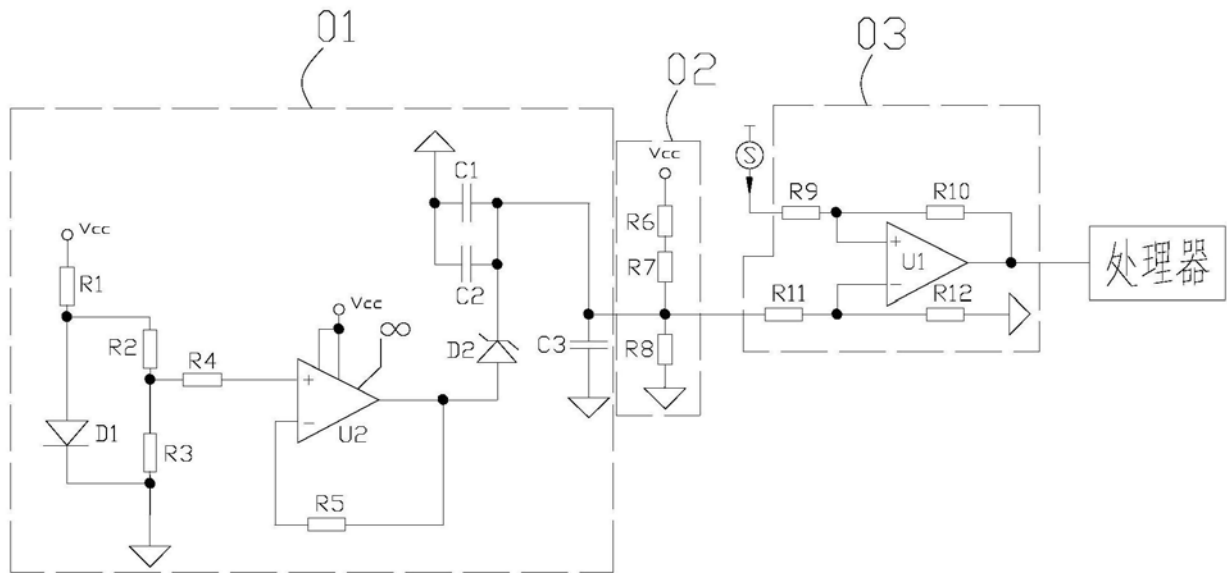 01
02
03
Vcc
R1
R2
D1
R3
R4
Vcc
∞
+
−
U2
R5
C1
C2
D2
C3
Vcc
R6
R7
R8
S
R9
R10
+
U1
−
R11
R12
处理器